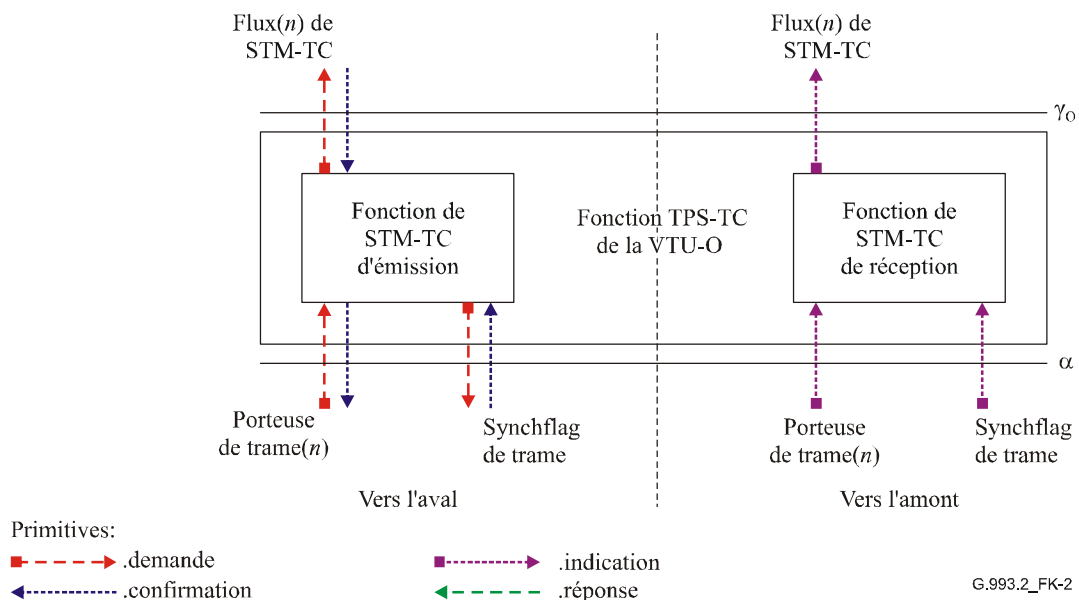 Flux(n) de
STM-TC
Flux(n) de
STM-TC
γO
Fonction de
STM-TC
d'émission
Fonction TPS-TC
de la VTU-O
Fonction de
STM-TC
de réception
α
Porteuse
de trame(n)
Synchflag
de trame
Porteuse
de trame(n)
Synchflag
de trame
Vers l'aval
Vers l'amont
Primitives:
.demande
.indication
.confirmation
.réponse
G.993.2_FK-2